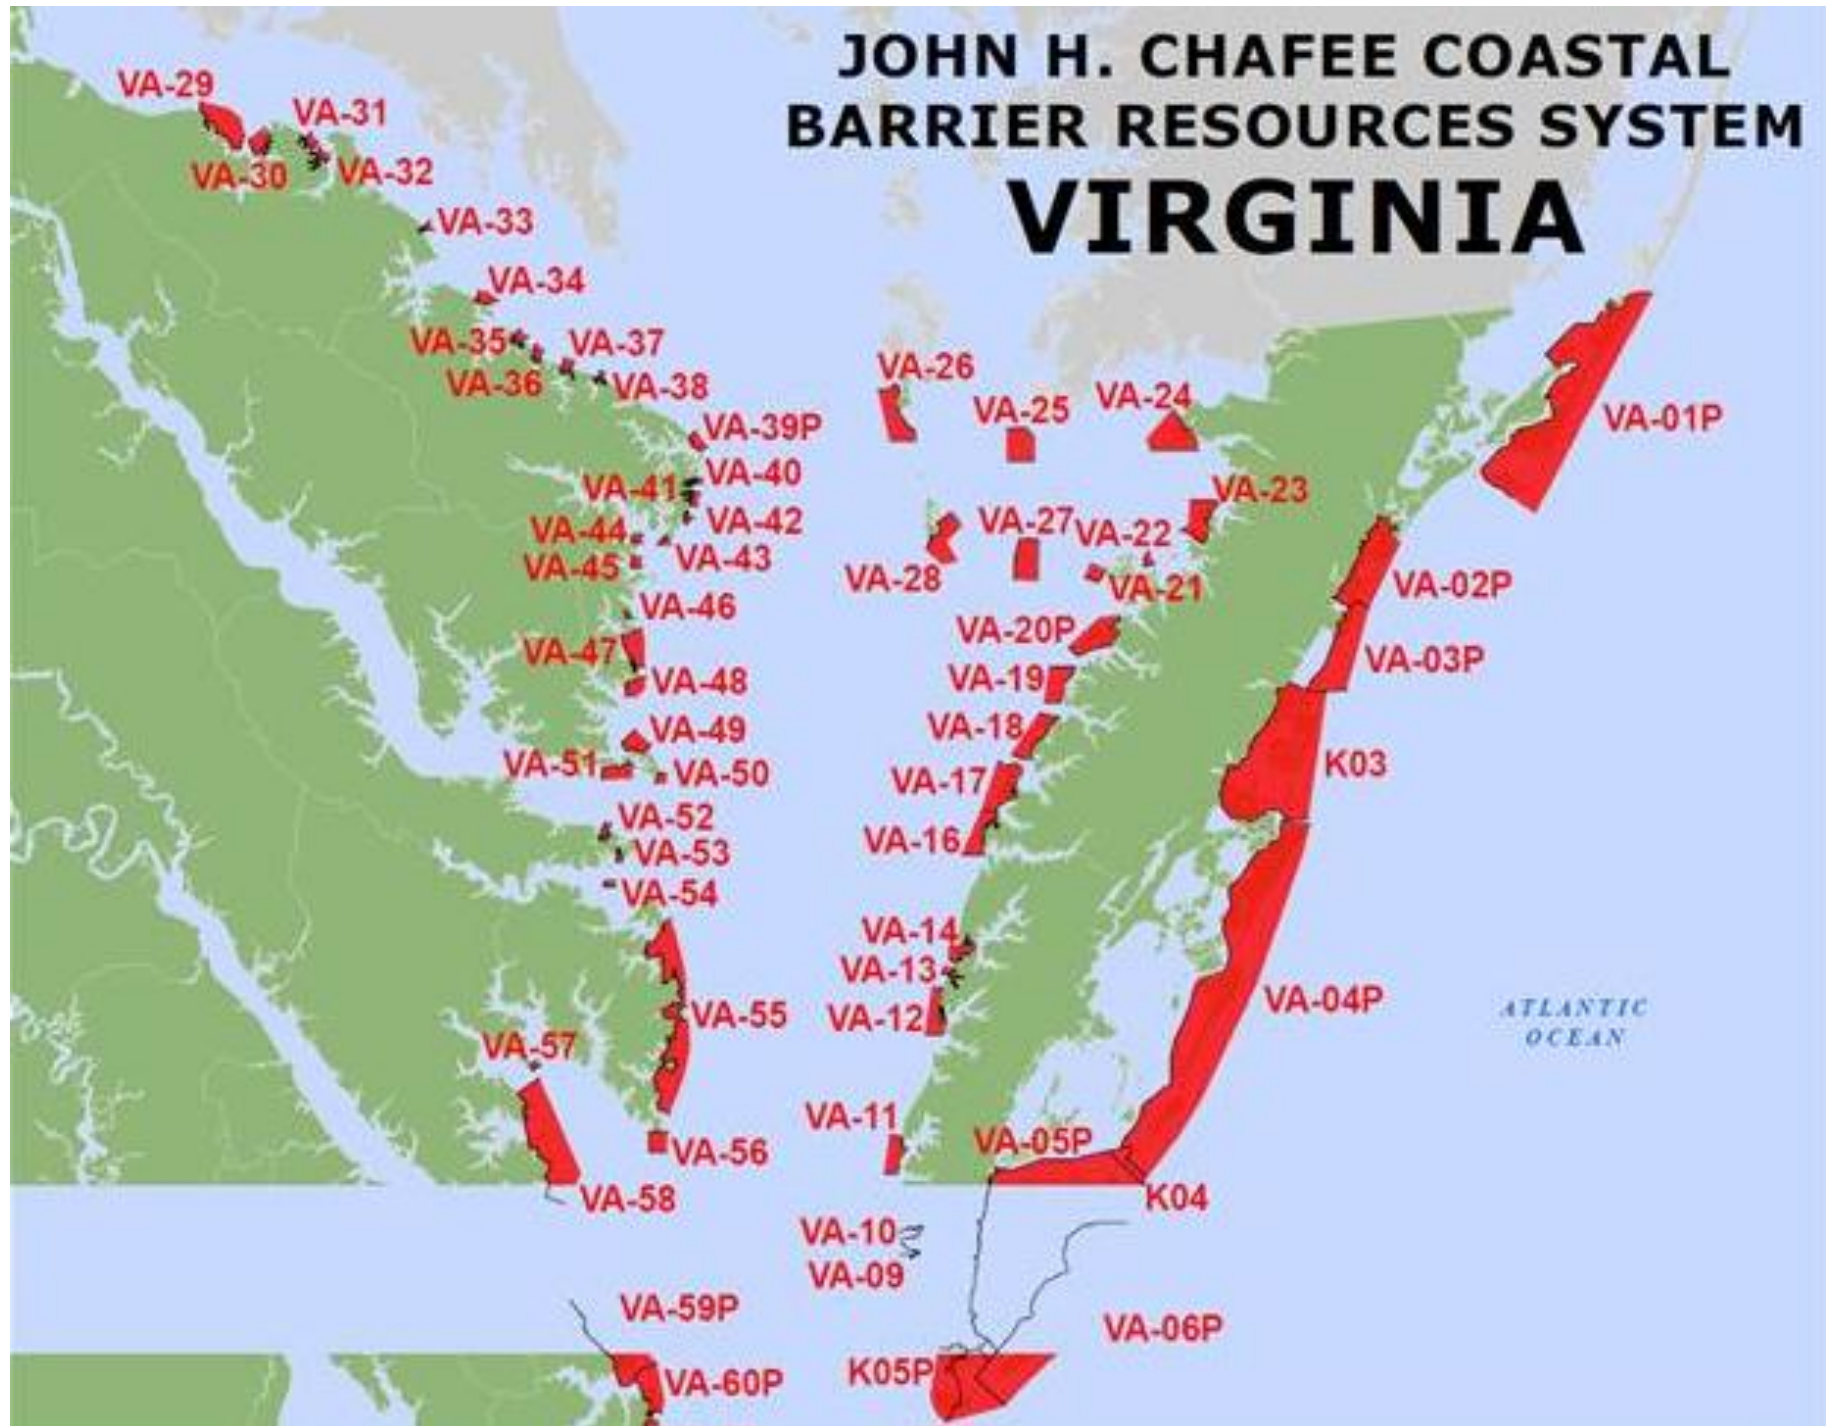 JOHN H. CHAFEE COASTAL
BARRIER RESOURCES SYSTEM
VIRGINIA
VA-29
VA-31
VA-30
VA-32
VA-33
VA-34
VA-35
VA-37
VA-36
VA-38
VA-26
VA-25
VA-24
VA-01P
VA-39P
VA-40
VA-41
VA-23
VA-42
VA-27
VA-22
VA-44
VA-43
VA-45
VA-28
VA-21
VA-02P
VA-46
VA-20P
VA-47
VA-03P
VA-48
VA-19
VA-49
VA-18
VA-51
VA-50
VA-17
K03
VA-52
VA-16
VA-53
VA-54
VA-14
VA-13
VA-55
VA-12
VA-04P
ATLANTIC
OCEAN
VA-57
VA-11
VA-56
VA-05P
VA-58
K04
VA-10
VA-09
VA-59P
VA-06P
VA-60P
K05P